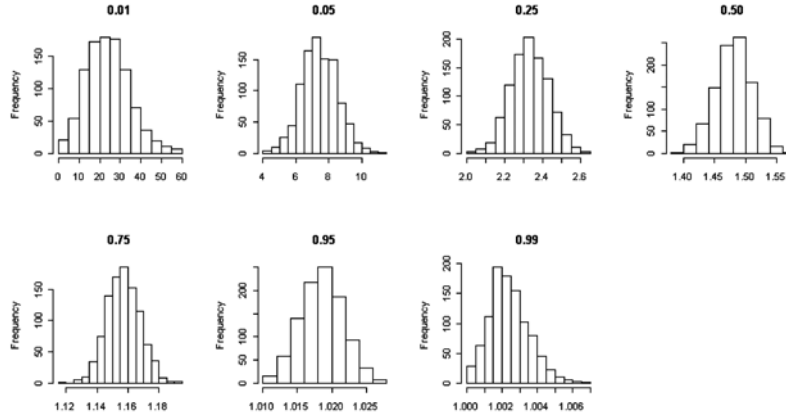 0.01
0.05
0.25
0.50
Frequency
0 50 100 150
0 10 20 30 40 50 60
Frequency
0 50 100 150
4 6 8 10
Frequency
0 50 100 150 200
2.0 2.2 2.4 2.6
Frequency
0 50 100 200
1.40 1.45 1.50 1.55
0.75
0.95
0.99
Frequency
0 50 100 150
1.12 1.14 1.16 1.18
Frequency
0 50 100 200
1.010 1.015 1.020 1.025
Frequency
0 50 100 150 200
1.000 1.002 1.004 1.006